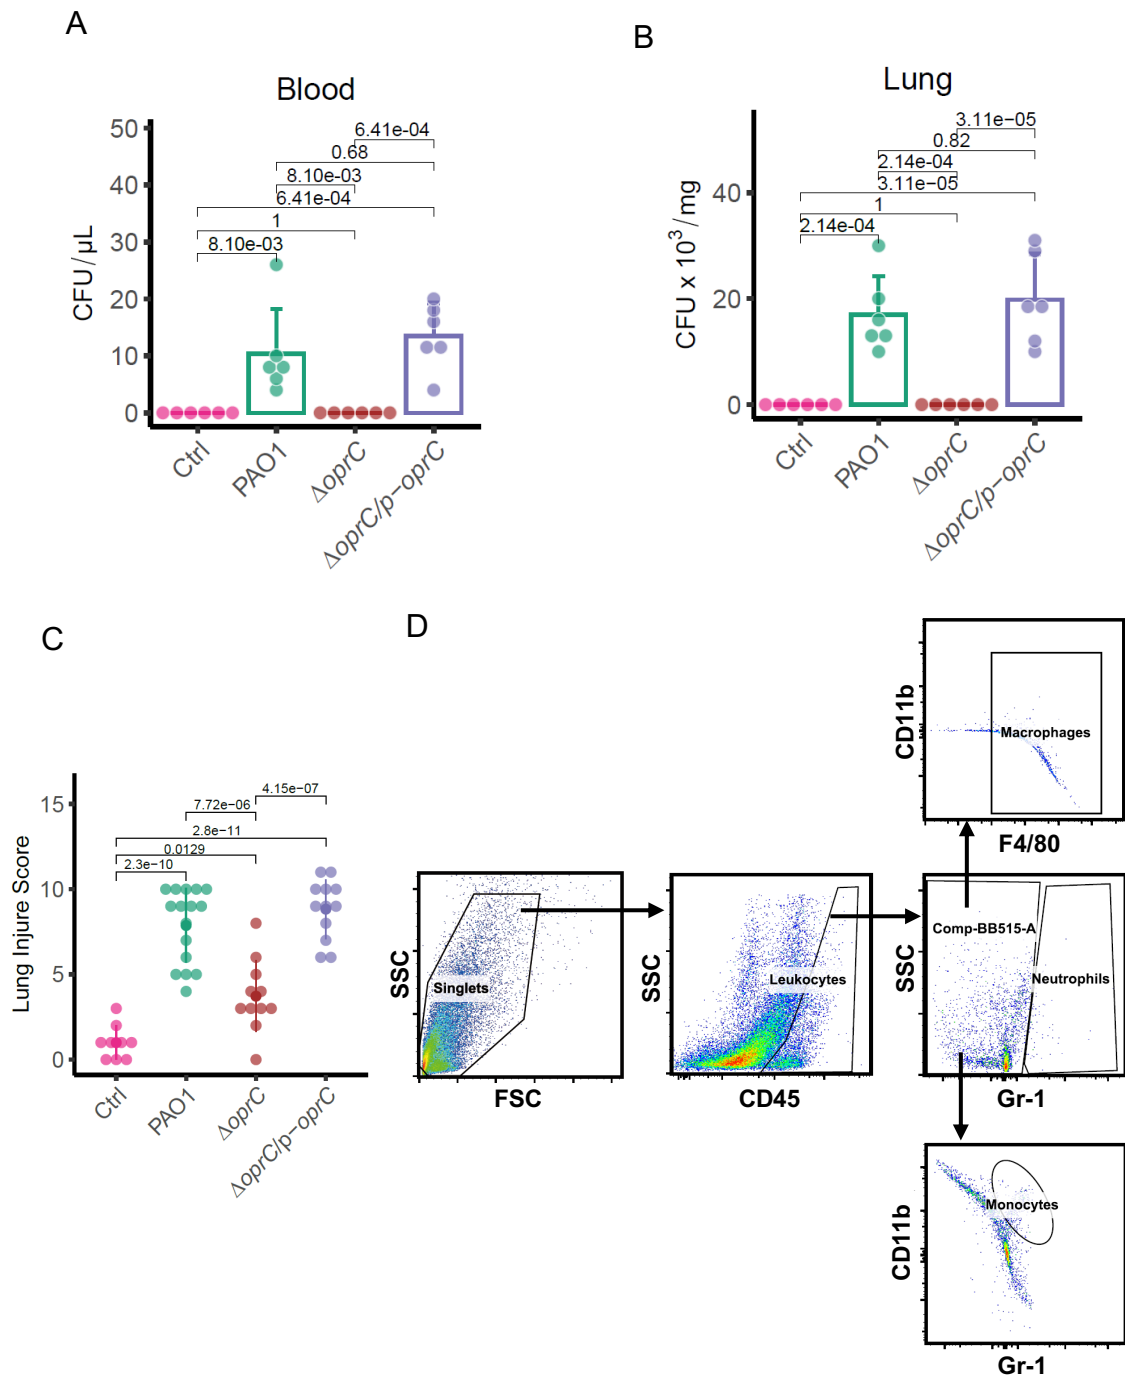 A
Blood
CFU/µL
50
40
30
20
10
0
6.41e-04
0.68
8.10e-03
6.41e-04
1
8.10e-03
Ctrl
PAO1
ΔoprC
ΔoprC/p−oprC
B
Lung
CFU x 10³/mg
40
20
0
3.11e−05
0.82
2.14e-04
3.11e−05
1
2.14e-04
Ctrl
PAO1
ΔoprC
ΔoprC/p−oprC
C
Lung Injure Score
15
10
5
0
4.15e−07
7.72e−06
2.8e−11
0.0129
2.3e−10
Ctrl
PAO1
ΔoprC
ΔoprC/p−oprC
D
SSC
Singlets
FSC
SSC
Leukocytes
CD45
CD11b
Macrophages
F4/80
SSC
Comp-BB515-A
Neutrophils
Gr-1
CD11b
Monocytes
Gr-1